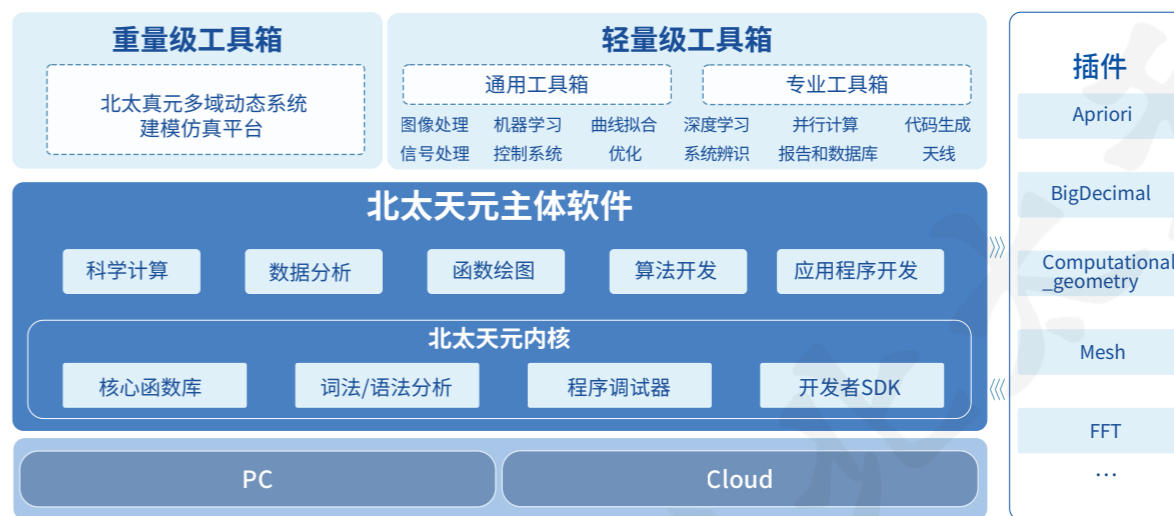 重量级工具箱
北太真元多域动态系统
建模仿真平台
轻量级工具箱
通用工具箱
专业工具箱
图像处理 机器学习 曲线拟合 深度学习 并行计算 代码生成
信号处理 控制系统 优化 系统辨识 报告和数据库 天线
北太天元主体软件
科学计算 数据分析 函数绘图 算法开发 应用程序开发
北太天元内核
核心函数库 词法/语法分析 程序调试器 开发者SDK
PC Cloud
插件
Apriori
BigDecimal
Computational
_geometry
Mesh
FFT
...